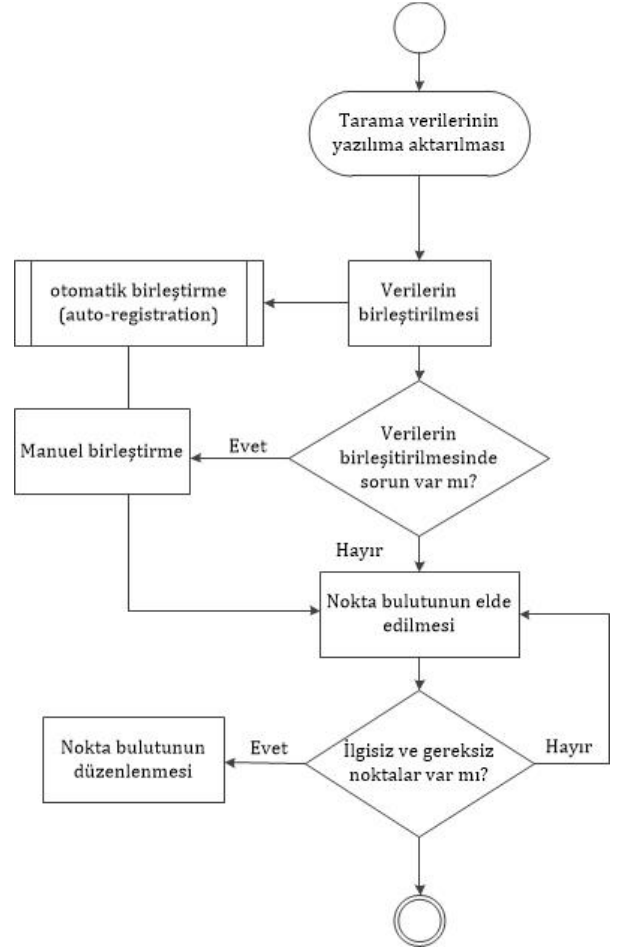 Tarama verilerinin
yazılıma aktarılması
otomatik birleştirme
(auto-registration)
Verilerin
birleştirilmesi
Manuel birleştirme
Evet
Verilerin
birleşitirilmesinde
sorun var mı?
Hayır
Nokta bulutunun elde
edilmesi
Nokta bulutunun
düzenlenmesi
Evet
İlgisiz ve gereksiz
noktalar var mı?
Hayır